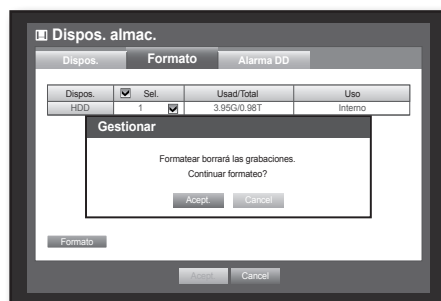 Dispos. almac.
Dispos. Formato Alarma DD
Dispos. Sel. Usad/Total Uso
HDD 1 3.95G/0.98T Interno
Gestionar
Formatear borrará las grabaciones.
Continuar formateo?
Acept. Cancel
Formato
Acept. Cancel